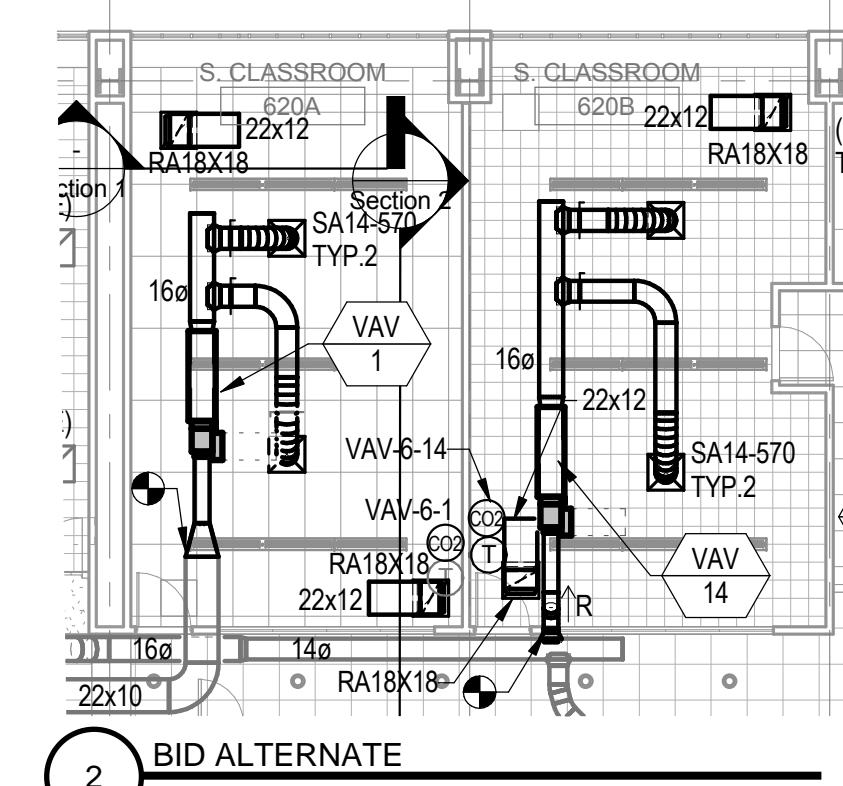 S. CLASSROOM
620A
S. CLASSROOM
620B
22x12
RA18X18
22x12
RA18X18
-
ction 1
Section 2
SA14-570
TYP.2
16ø
VAV
1
16ø
22x12
VAV-6-14
SA14-570
TYP.2
VAV-6-1
CO2
T
CO2
T
RA18X18
22x12
VAV
14
R
16ø
14ø
RA18X18
22x10
2
BID ALTERNATE